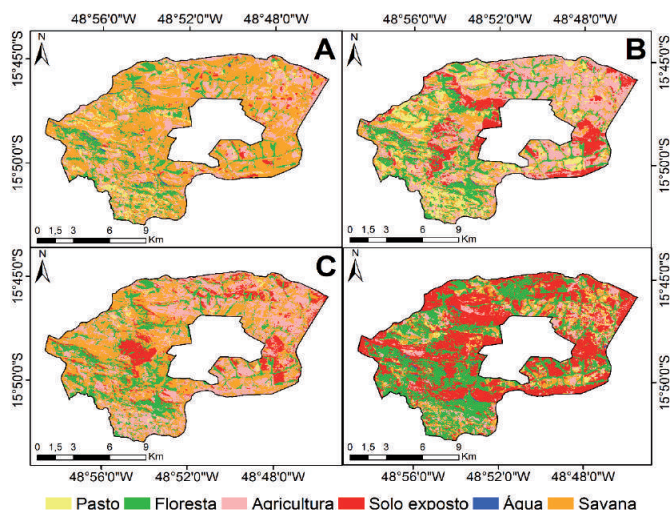 48°56'0"W 48°52'0"W 48°48'0"W 48°56'0"W 48°52'0"W 48°48'0"W
N A N B
15°45'0"S 15°45'0"S
15°50'0"S 15°50'0"S
0 1,5 3 6 9 0 1,5 3 6 9
Km Km
N C N
15°45'0"S 15°45'0"S
15°50'0"S 15°50'0"S
0 1,5 3 6 9 0 1,5 3 6 9
Km Km
48°56'0"W 48°52'0"W 48°48'0"W 48°56'0"W 48°52'0"W 48°48'0"W
Pasto Floresta Agricultura Solo exposto Água Savana